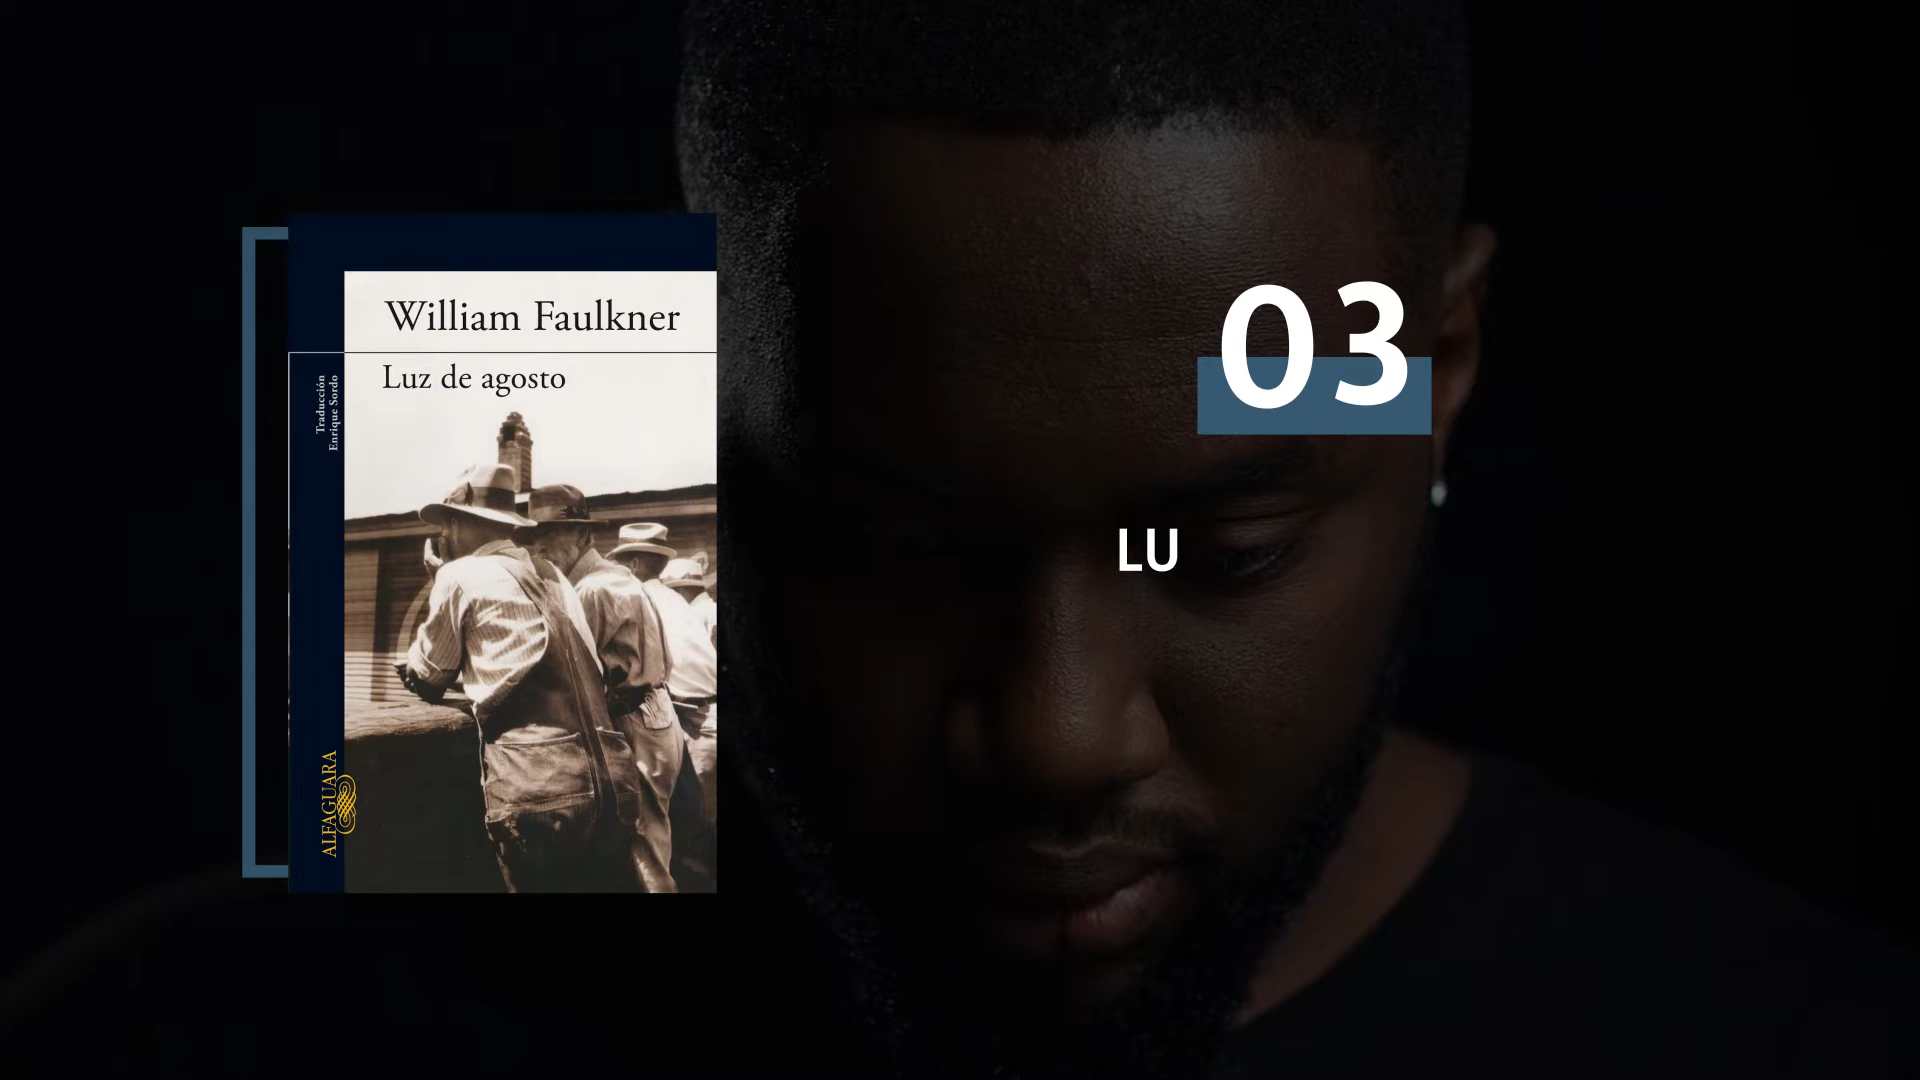 William Faulkner
Luz de agosto
Traducción
Enrique Sordo
ALFAGUARA
03
LU